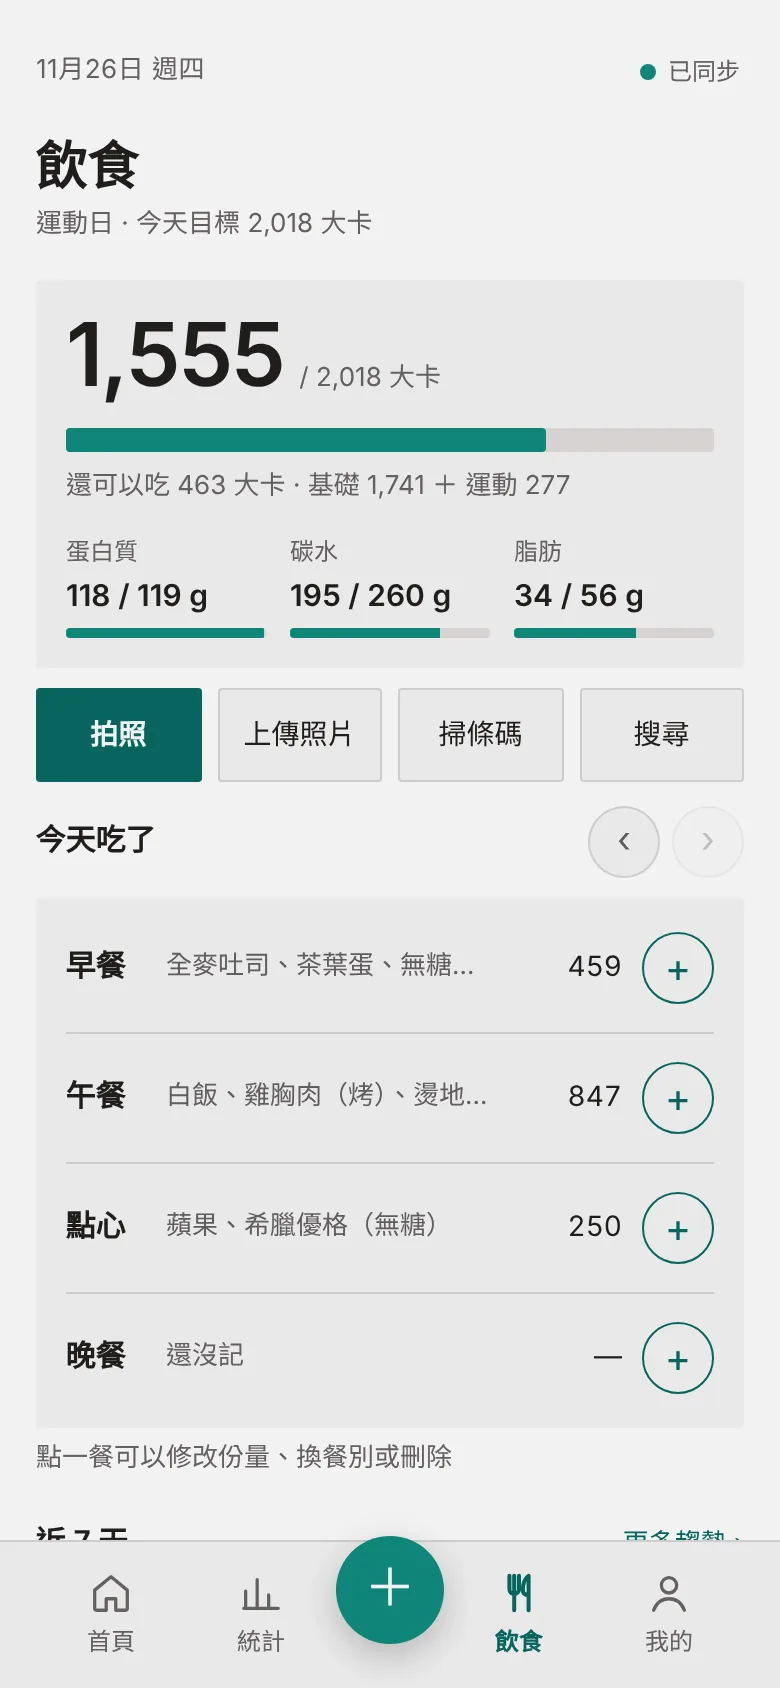 11月26日 週四
已同步
飲食
運動日 · 今天目標 2,018 大卡
1,555 / 2,018 大卡
還可以吃 463 大卡 · 基礎 1,741 ＋ 運動 277
蛋白質 碳水 脂肪
118 / 119 g 195 / 260 g 34 / 56 g
拍照 上傳照片 掃條碼 搜尋
今天吃了 ‹ ›
早餐 全麥吐司、茶葉蛋、無糖... 459 +
午餐 白飯、雞胸肉（烤）、燙地... 847 +
點心 蘋果、希臘優格（無糖） 250 +
晚餐 還沒記 — +
點一餐可以修改份量、換餐別或刪除
近 7 天 更多趨勢 ›
首頁 統計 飲食 我的